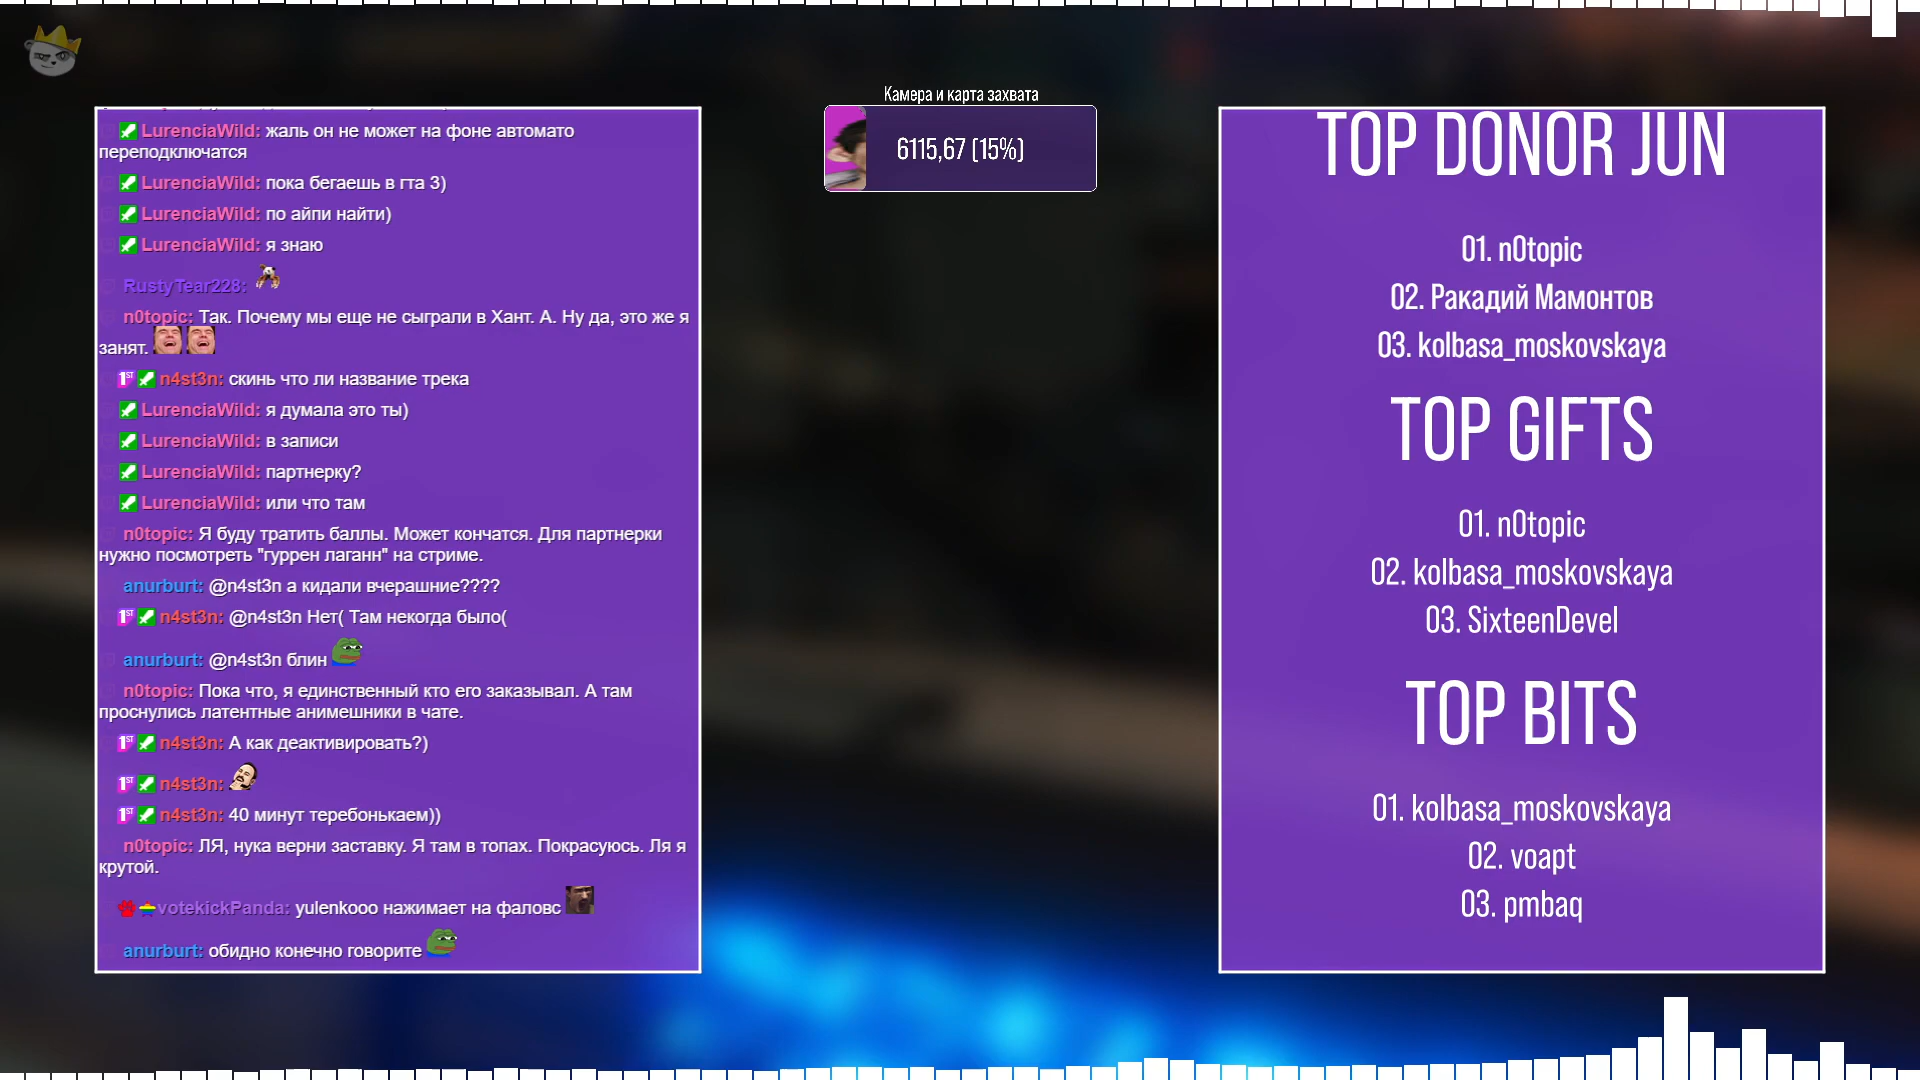 LurenciaWild: жаль он не может на фоне автомато
переподключатся
LurenciaWild: пока бегаешь в гта 3)
LurenciaWild: по айпи найти)
LurenciaWild: я знаю
RustyTear228:
n0topic: Так. Почему мы еще не сыграли в Хант. А. Ну да, это же я
занят.
1ST n4st3n: скинь что ли название трека
LurenciaWild: я думала это ты)
LurenciaWild: в записи
LurenciaWild: партнерку?
LurenciaWild: или что там
n0topic: Я буду тратить баллы. Может кончатся. Для партнерки
нужно посмотреть "гуррен лаганн" на стриме.
anurburt: @n4st3n а кидали вчерашние????
1ST n4st3n: @n4st3n Нет( Там некогда было(
anurburt: @n4st3n блин
n0topic: Пока что, я единственный кто его заказывал. А там
проснулись латентные анимешники в чате.
1ST n4st3n: А как деактивировать?)
1ST n4st3n:
1ST n4st3n: 40 минут теребонькаем))
n0topic: ЛЯ, нука верни заставку. Я там в топах. Покрасуюсь. Ля я
крутой.
votekickPanda: yulenkooo нажимает на фаловс
anurburt: обидно конечно говорите
Камера и карта захвата
6115,67 (15%)
TOP DONOR JUN
01. n0topic
02. Ракадий Мамонтов
03. kolbasa_moskovskaya
TOP GIFTS
01. n0topic
02. kolbasa_moskovskaya
03. SixteenDevel
TOP BITS
01. kolbasa_moskovskaya
02. voapt
03. pmbaq